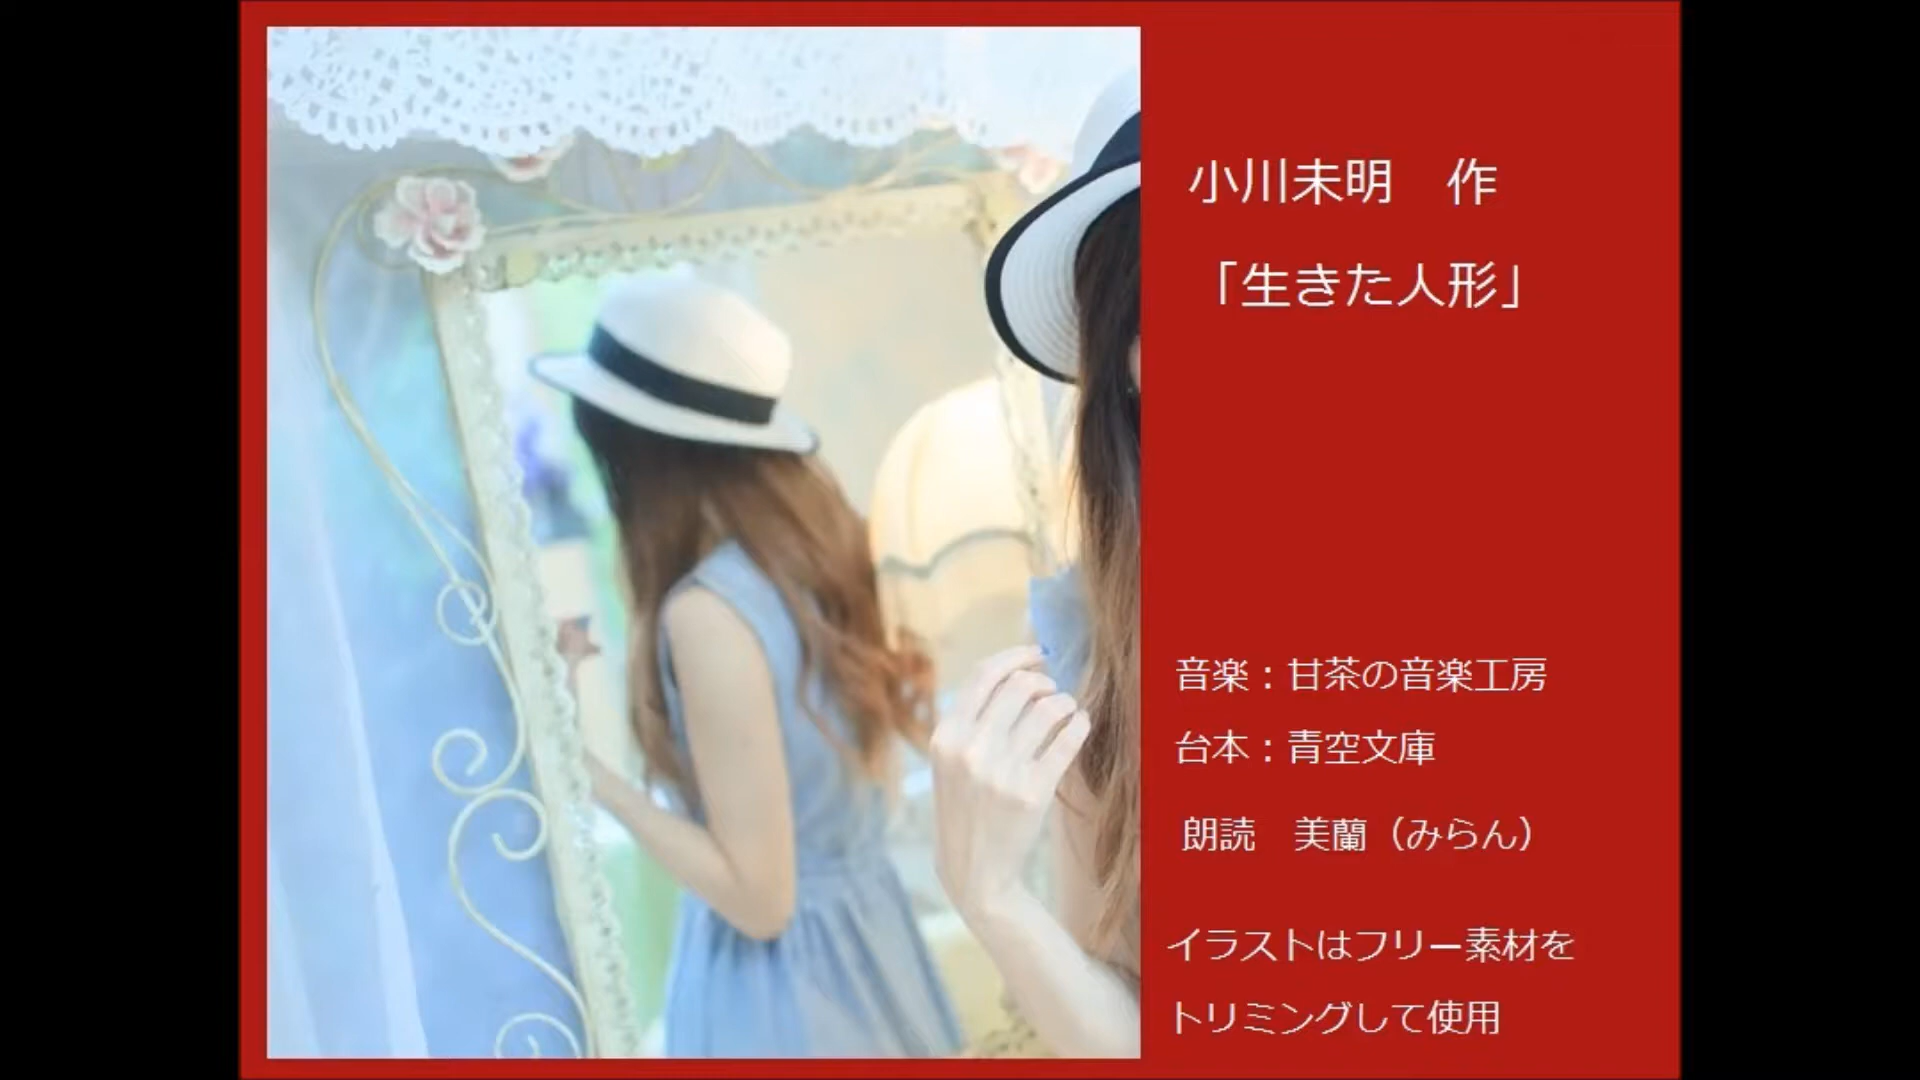 小川未明　作
「生きた人形」
音楽：甘茶の音楽工房
台本：青空文庫
朗読　美蘭（みらん）
イラストはフリー素材を
トリミングして使用